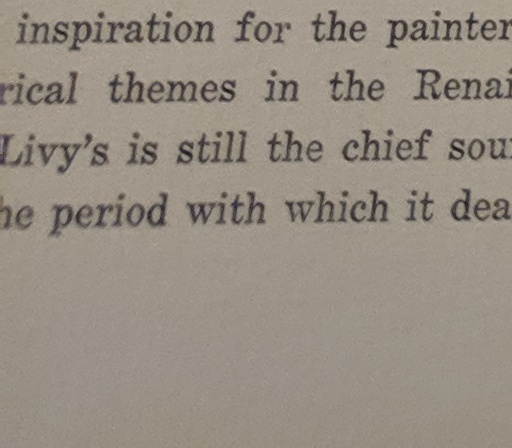 inspiration for the painter
rical themes in the Renai
Livy's is still the chief sou
he period with which it dea